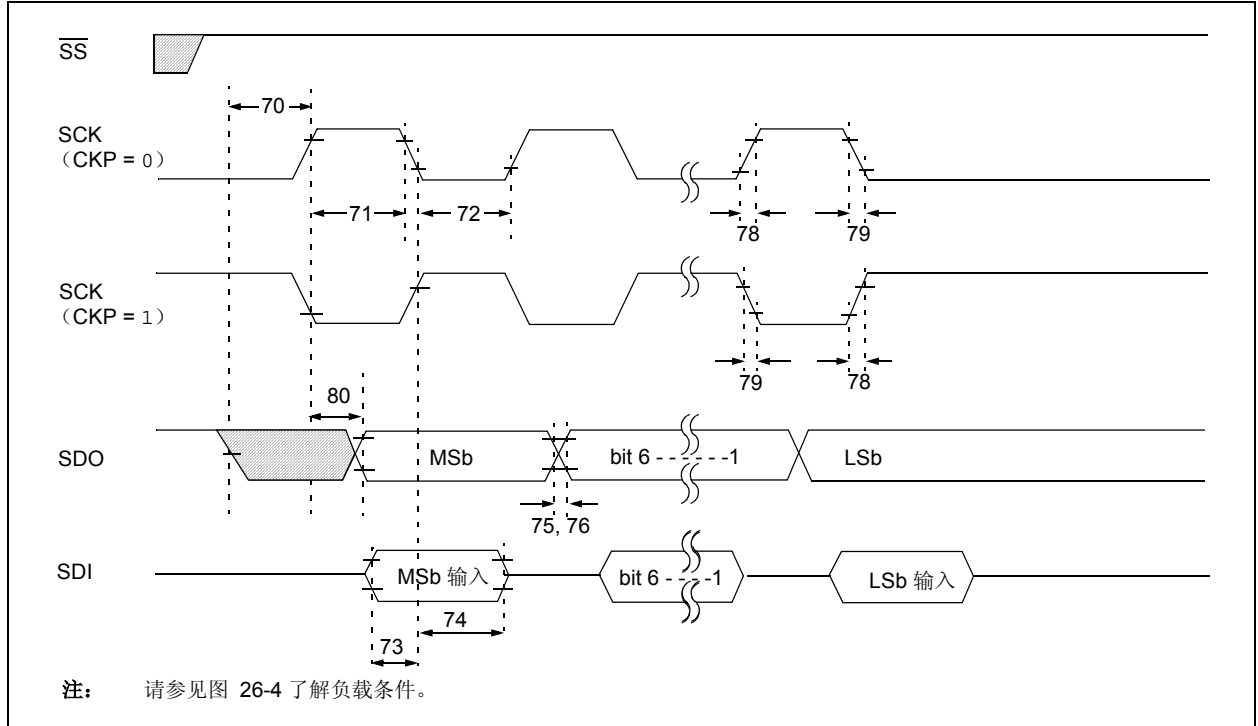 SS
70
SCK
（CKP = 0）
71
72
78
79
SCK
（CKP = 1）
79
78
80
SDO
MSb
bit 6 - - - - - - -1
LSb
75, 76
SDI
MSb 输入
bit 6 - - - - -1
LSb 输入
74
73
注： 请参见图 26-4 了解负载条件。